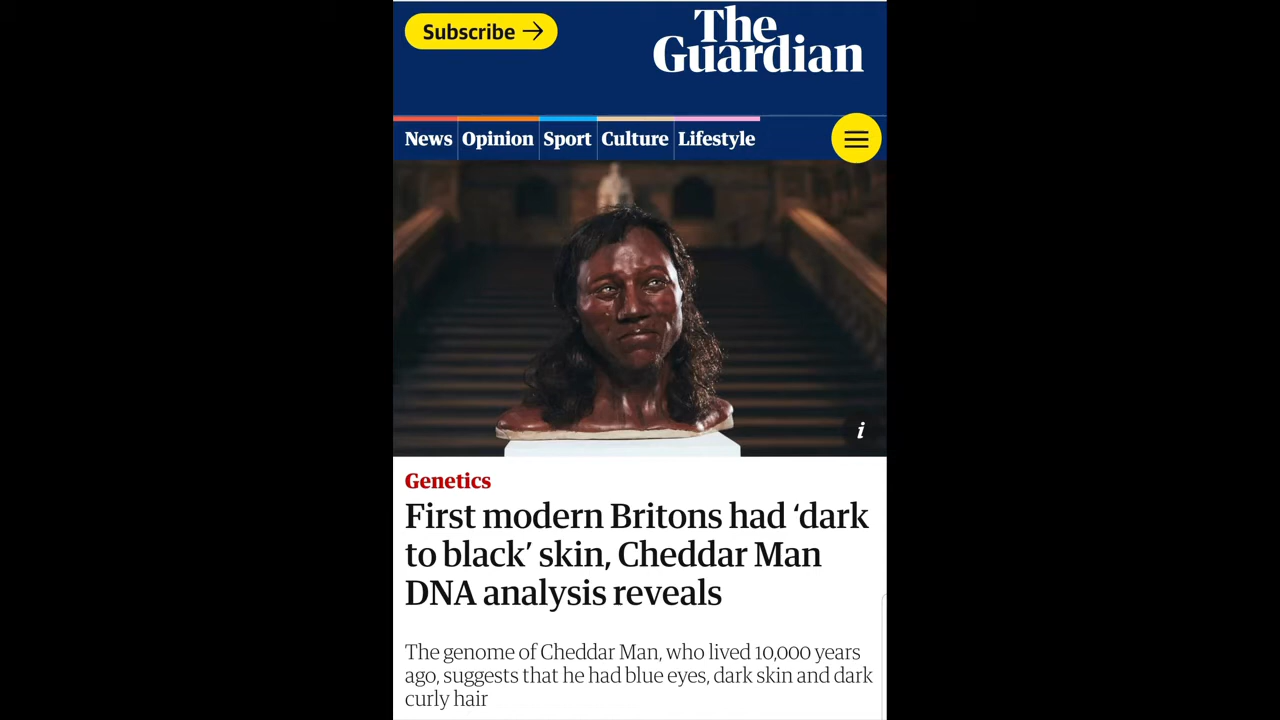 Subscribe →
The
Guardian
News Opinion Sport Culture Lifestyle
i
Genetics
First modern Britons had ‘dark
to black’ skin, Cheddar Man
DNA analysis reveals
The genome of Cheddar Man, who lived 10,000 years
ago, suggests that he had blue eyes, dark skin and dark
curly hair